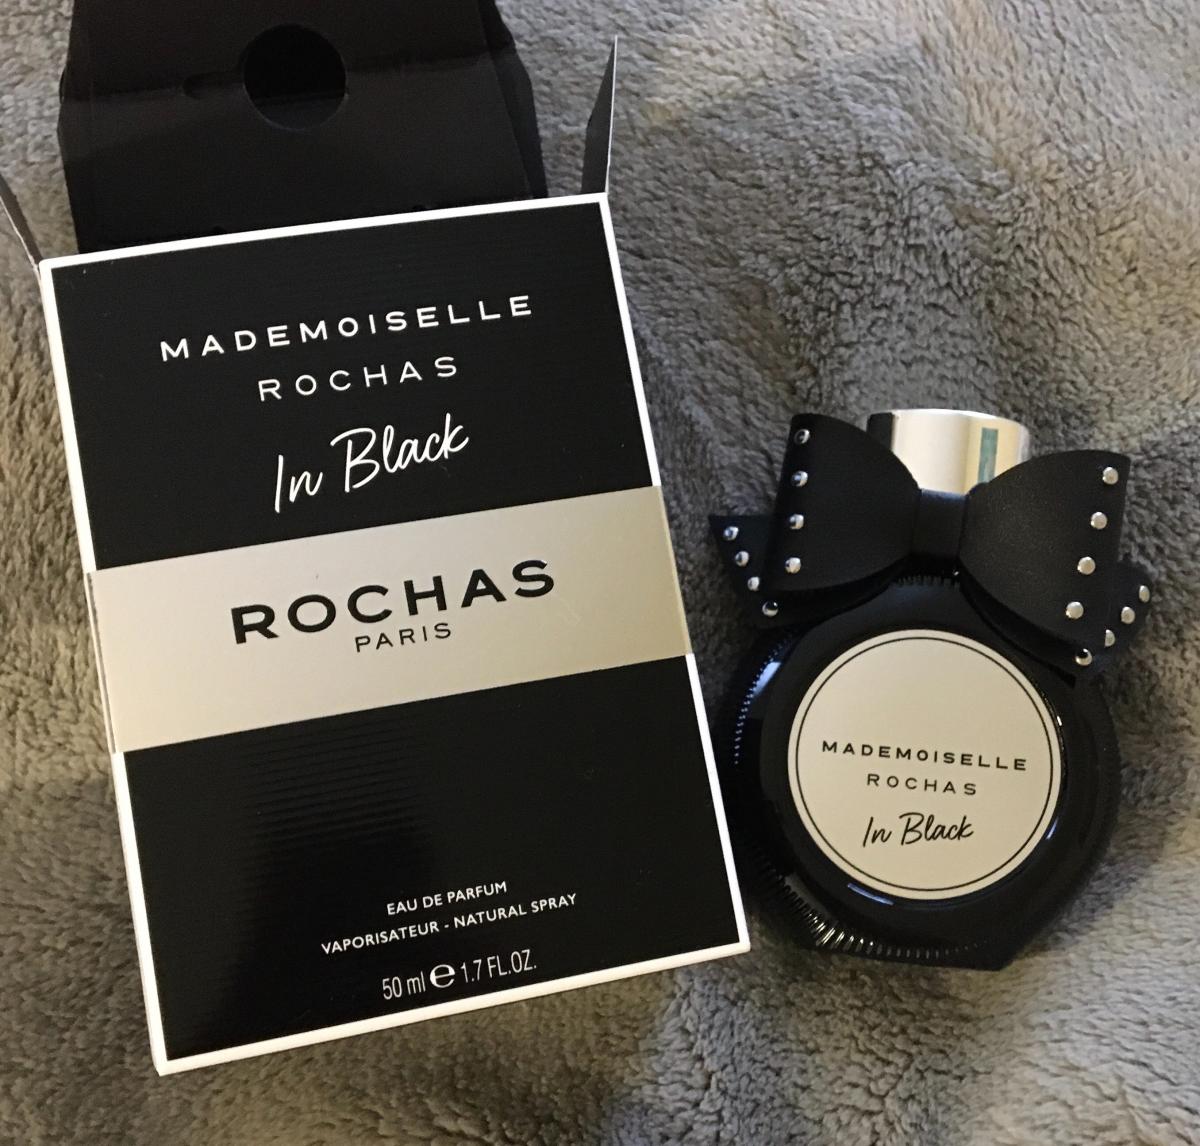 MADEMOISELLE
ROCHAS
In Black
ROCHAS
PARIS
EAU DE PARFUM
VAPORISATEUR - NATURAL SPRAY
50 ml e 1.7 FL.OZ.
MADEMOISELLE
ROCHAS
In Black